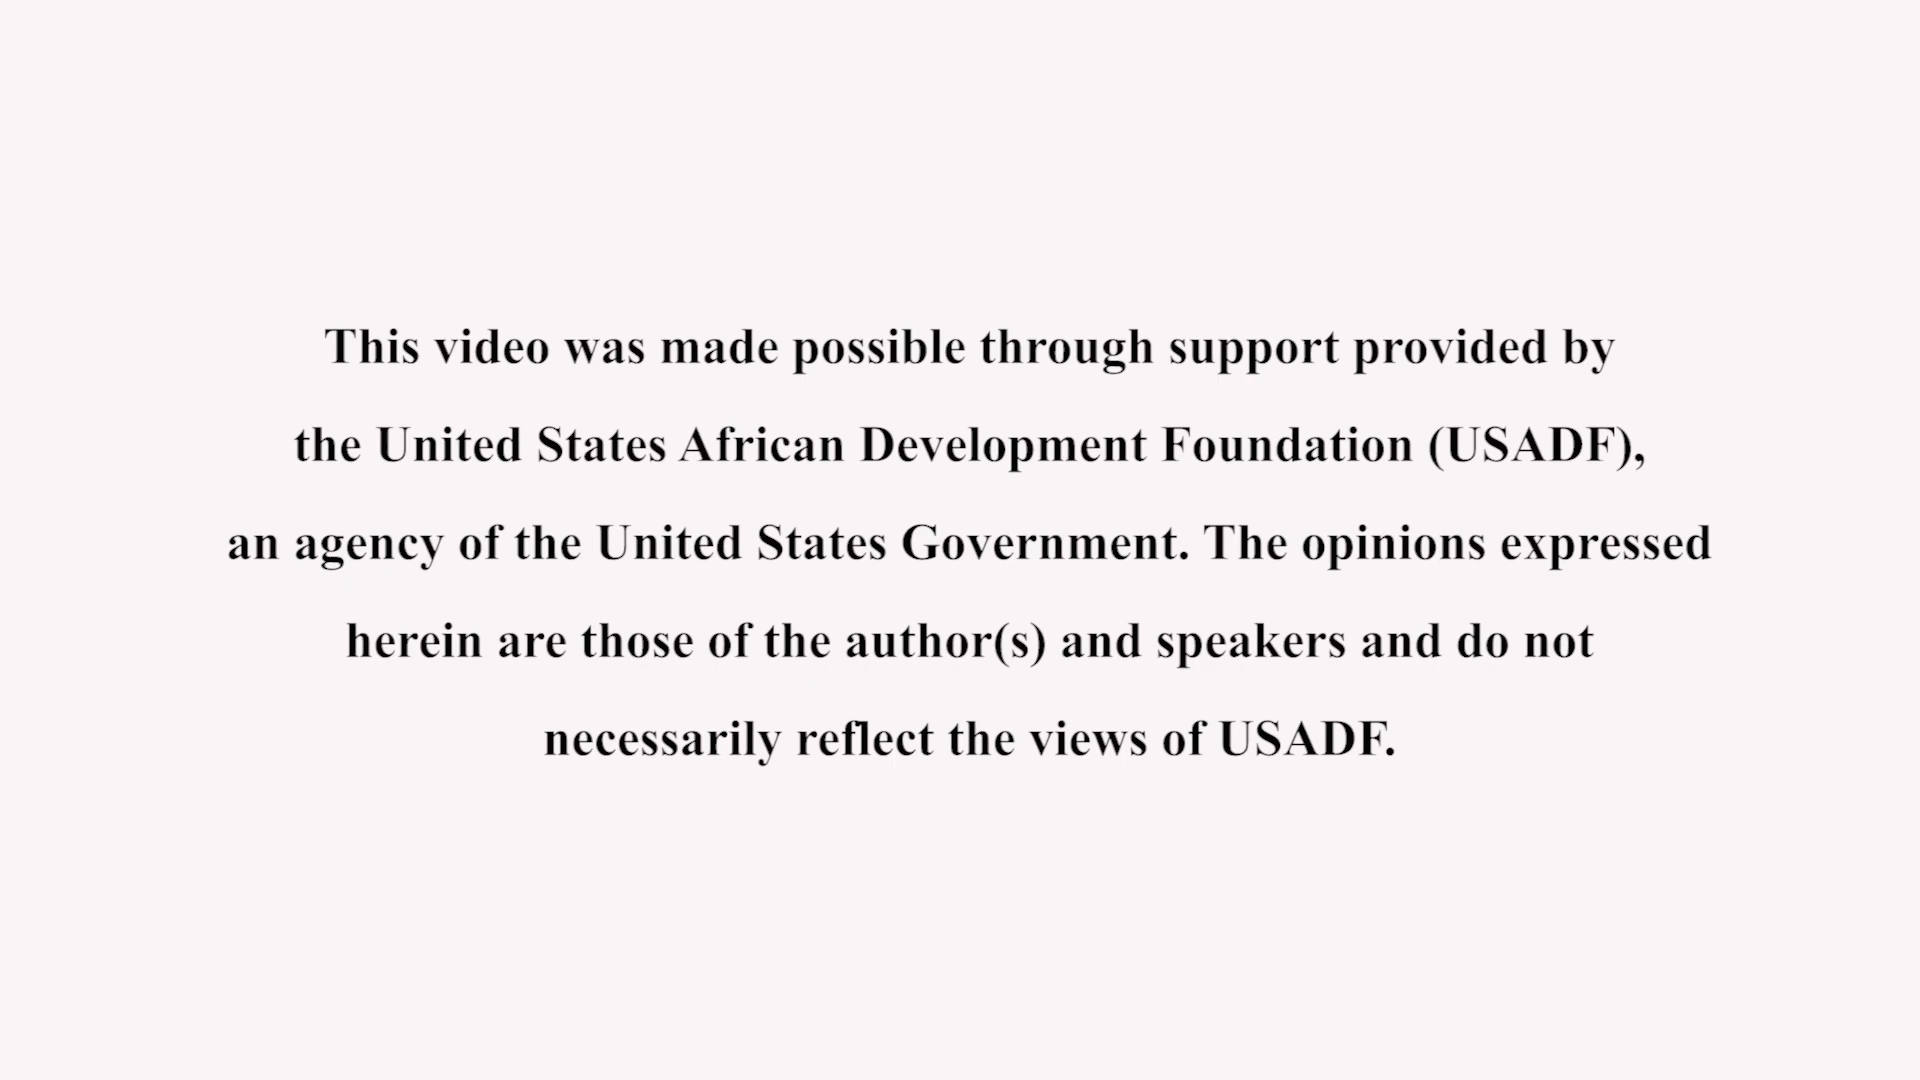 This video was made possible through support provided by
the United States African Development Foundation (USADF),
an agency of the United States Government. The opinions expressed
herein are those of the author(s) and speakers and do not
necessarily reflect the views of USADF.